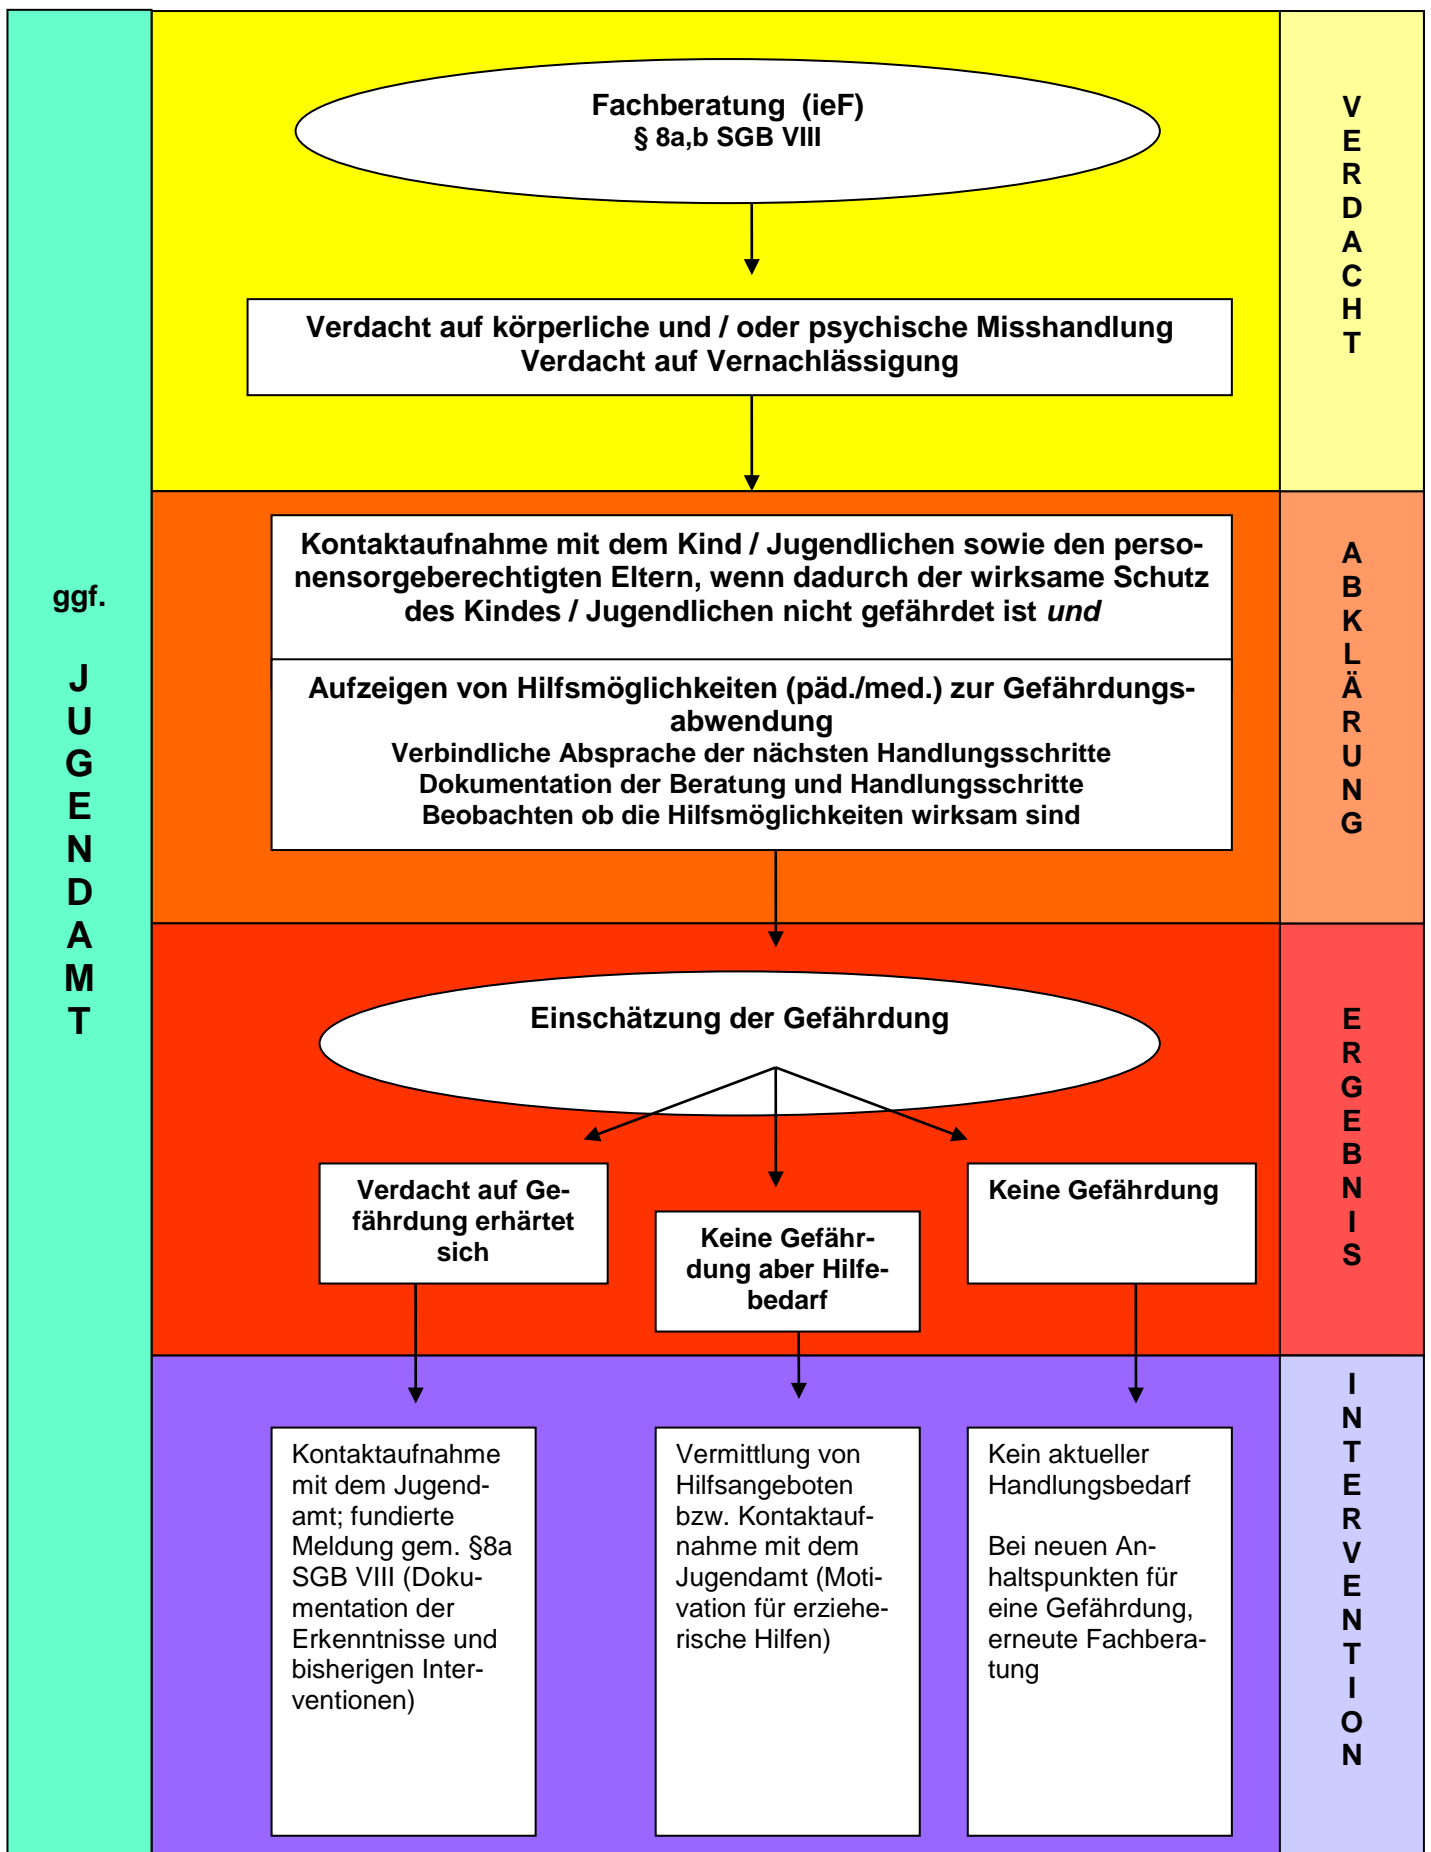 ggf.
JUGENDAMT
Fachberatung (ieF)
§ 8a,b SGB VIII
Verdacht auf körperliche und / oder psychische Misshandlung
Verdacht auf Vernachlässigung
VERDACHT
Kontaktaufnahme mit dem Kind / Jugendlichen sowie den perso-
nensorgeberechtigten Eltern, wenn dadurch der wirksame Schutz
des Kindes / Jugendlichen nicht gefährdet ist und
Aufzeigen von Hilfsmöglichkeiten (päd./med.) zur Gefährdungs-
abwendung
Verbindliche Absprache der nächsten Handlungsschritte
Dokumentation der Beratung und Handlungsschritte
Beobachten ob die Hilfsmöglichkeiten wirksam sind
ABKLÄRUNG
Einschätzung der Gefährdung
Verdacht auf Ge-
fährdung erhärtet
sich
Keine Gefähr-
dung aber Hilfe-
bedarf
Keine Gefährdung
ERGEBNIS
Kontaktaufnahme
mit dem Jugend-
amt; fundierte
Meldung gem. §8a
SGB VIII (Doku-
mentation der
Erkenntnisse und
bisherigen Inter-
ventionen)
Vermittlung von
Hilfsangeboten
bzw. Kontaktauf-
nahme mit dem
Jugendamt (Moti-
vation für erziehe-
rische Hilfen)
Kein aktueller
Handlungsbedarf
Bei neuen An-
haltspunkten für
eine Gefährdung,
erneute Fachbera-
tung
INTERVENTION